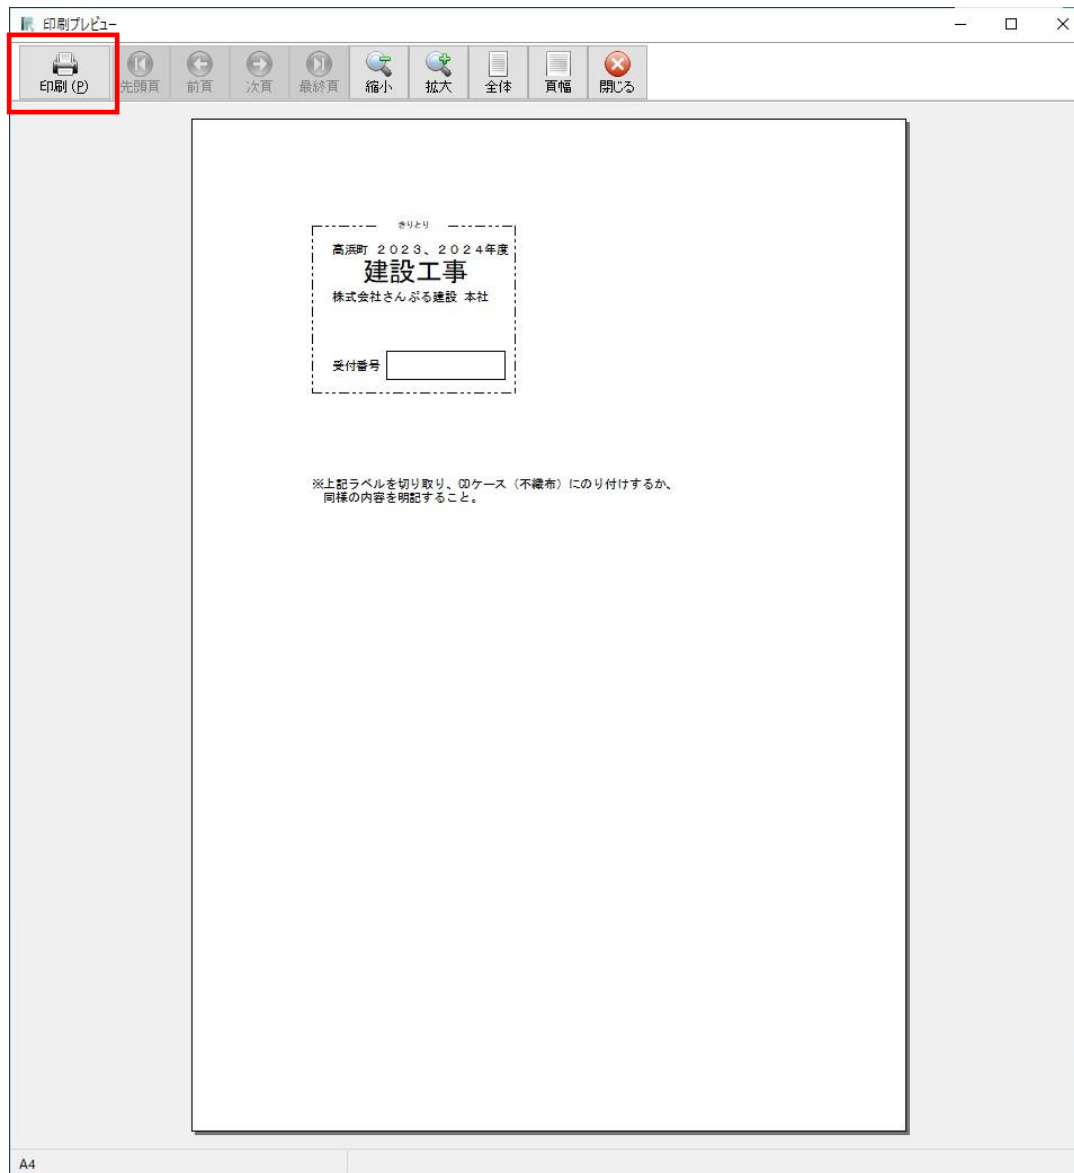 印刷プレビュー
印刷(P) 先頭頁 前頁 次頁 最終頁 縮小 拡大 全体 頁幅 閉じる
きりとり
高浜町 2023、2024年度
建設工事
株式会社さんぷる建設 本社
受付番号
※上記ラベルを切り取り、CDケース（不織布）にのり付けするか、
同様の内容を明記すること。
A4